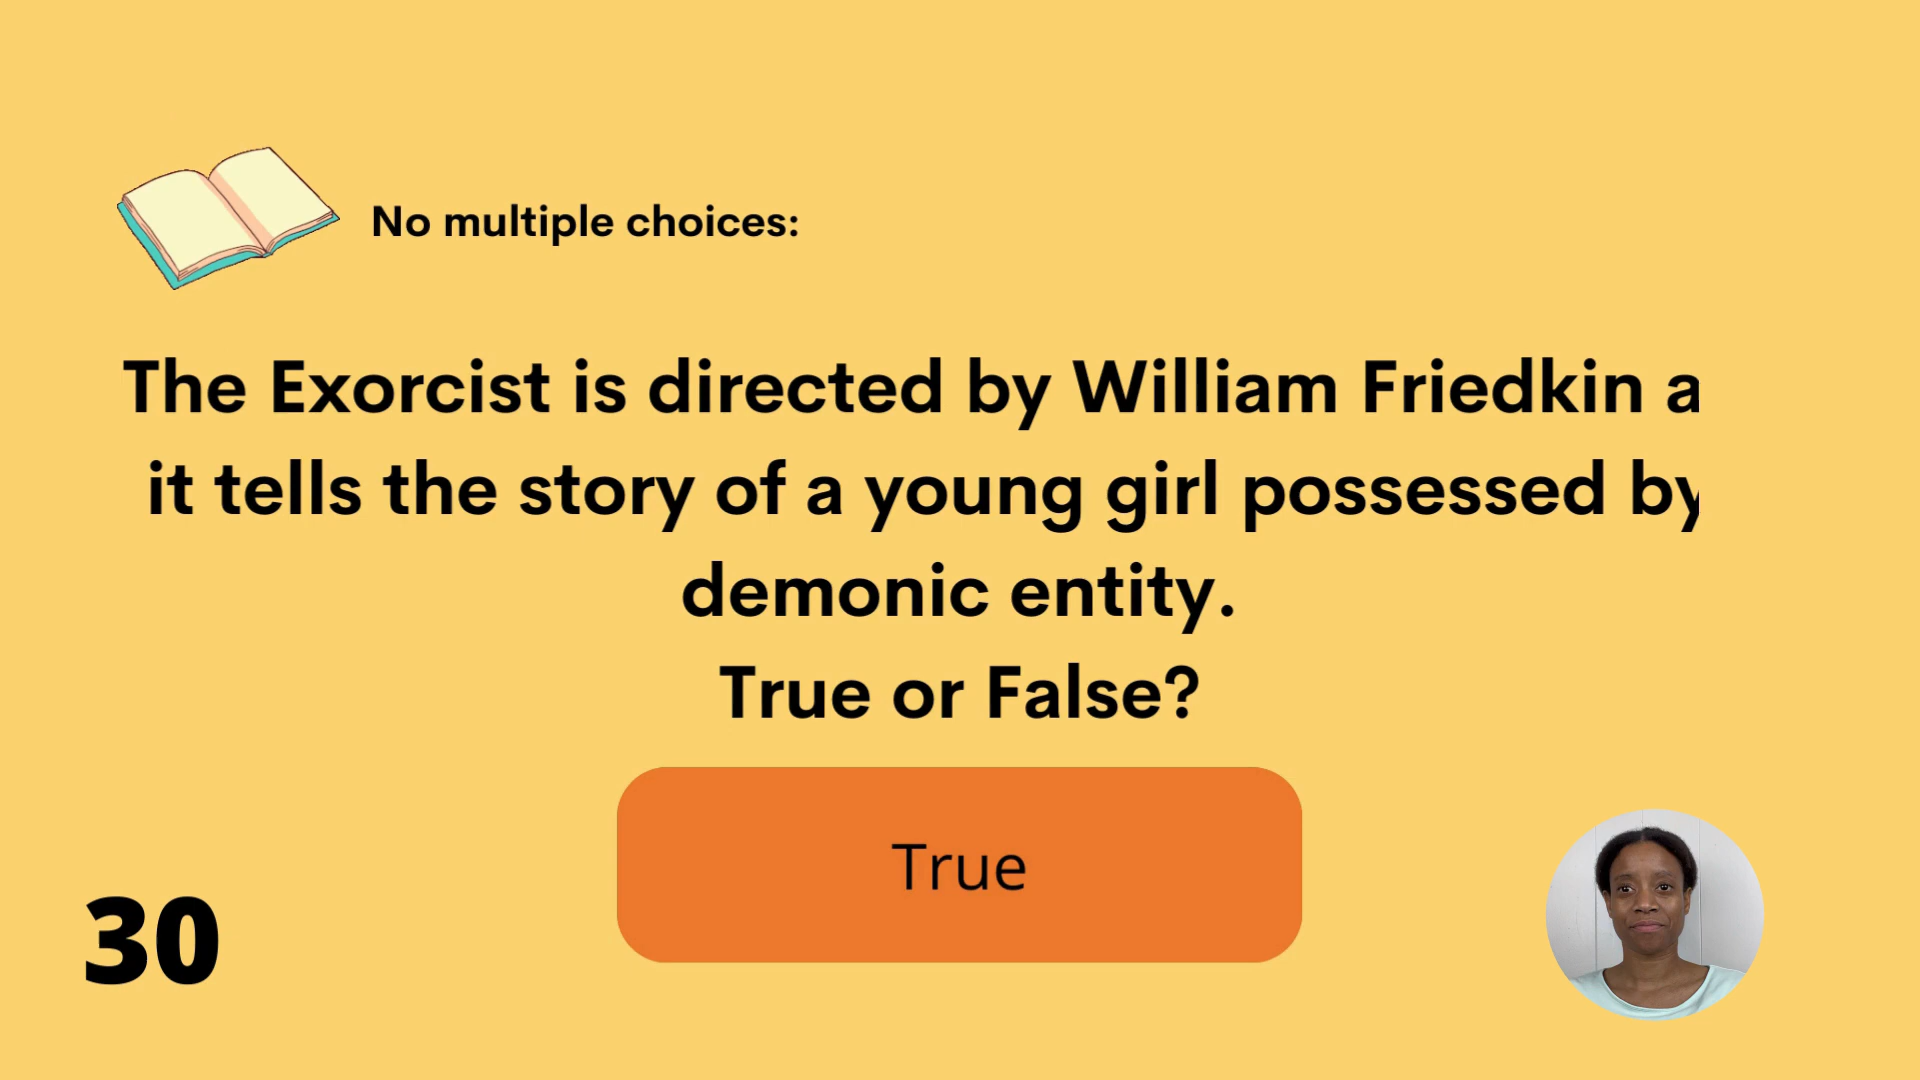 No multiple choices:
The Exorcist is directed by William Friedkin a
it tells the story of a young girl possessed by
demonic entity.
True or False?
True
30